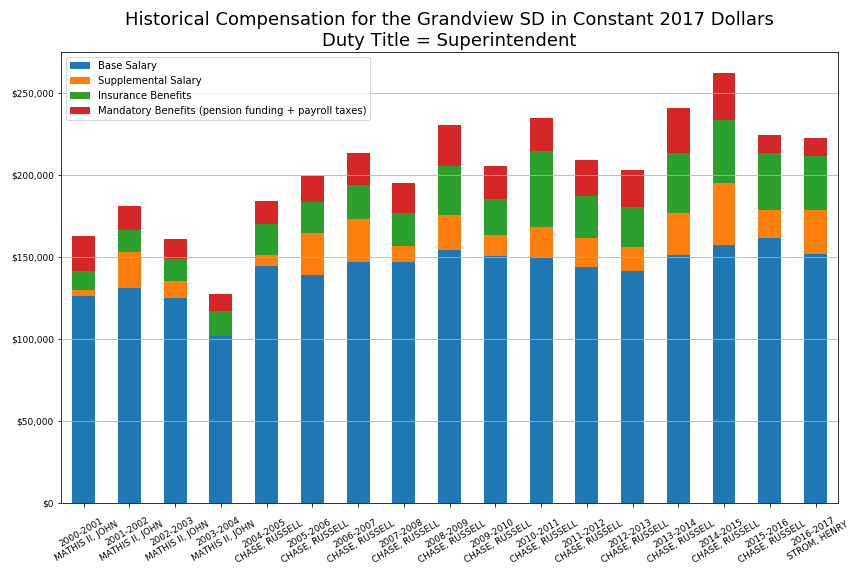 Historical Compensation for the Grandview SD in Constant 2017 Dollars
Duty Title = Superintendent
Base Salary
Supplemental Salary
Insurance Benefits
Mandatory Benefits (pension funding + payroll taxes)
$250,000
$200,000
$150,000
$100,000
$50,000
$0
2000-2001
MATHIS II, JOHN
2001-2002
MATHIS II, JOHN
2002-2003
MATHIS II, JOHN
2003-2004
MATHIS II, JOHN
2004-2005
CHASE, RUSSELL
2005-2006
CHASE, RUSSELL
2006-2007
CHASE, RUSSELL
2007-2008
CHASE, RUSSELL
2008-2009
CHASE, RUSSELL
2009-2010
CHASE, RUSSELL
2010-2011
CHASE, RUSSELL
2011-2012
CHASE, RUSSELL
2012-2013
CHASE, RUSSELL
2013-2014
CHASE, RUSSELL
2014-2015
CHASE, RUSSELL
2015-2016
CHASE, RUSSELL
2016-2017
STROM, HENRY